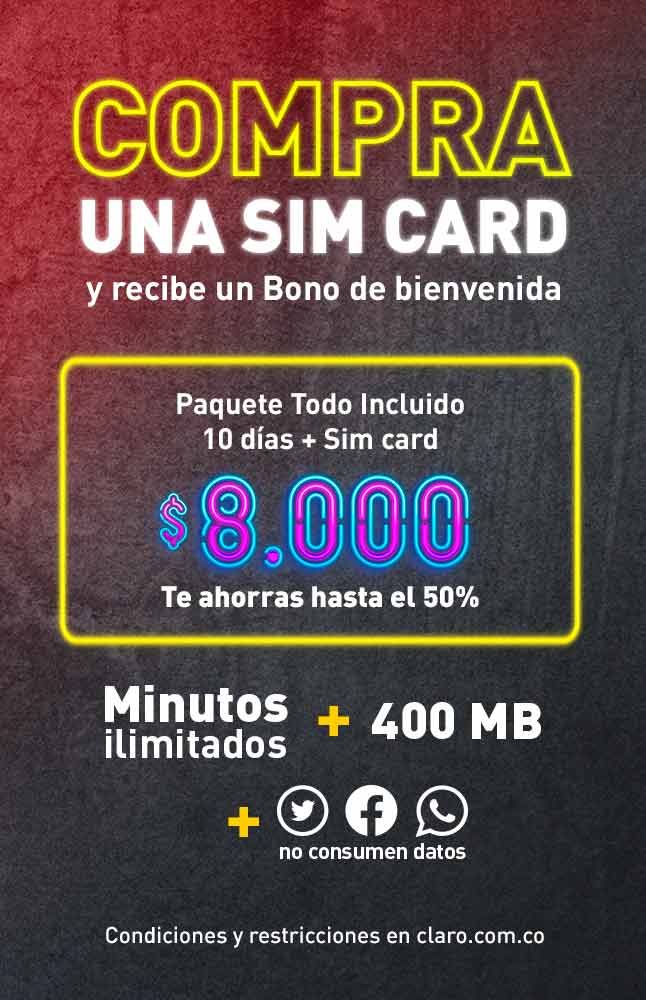 COMPRA
UNA SIM CARD
y recibe un Bono de bienvenida
Paquete Todo Incluido
10 días + Sim card
$8.000
Te ahorras hasta el 50%
Minutos
ilimitados
+ 400 MB
+
no consumen datos
Condiciones y restricciones en claro.com.co